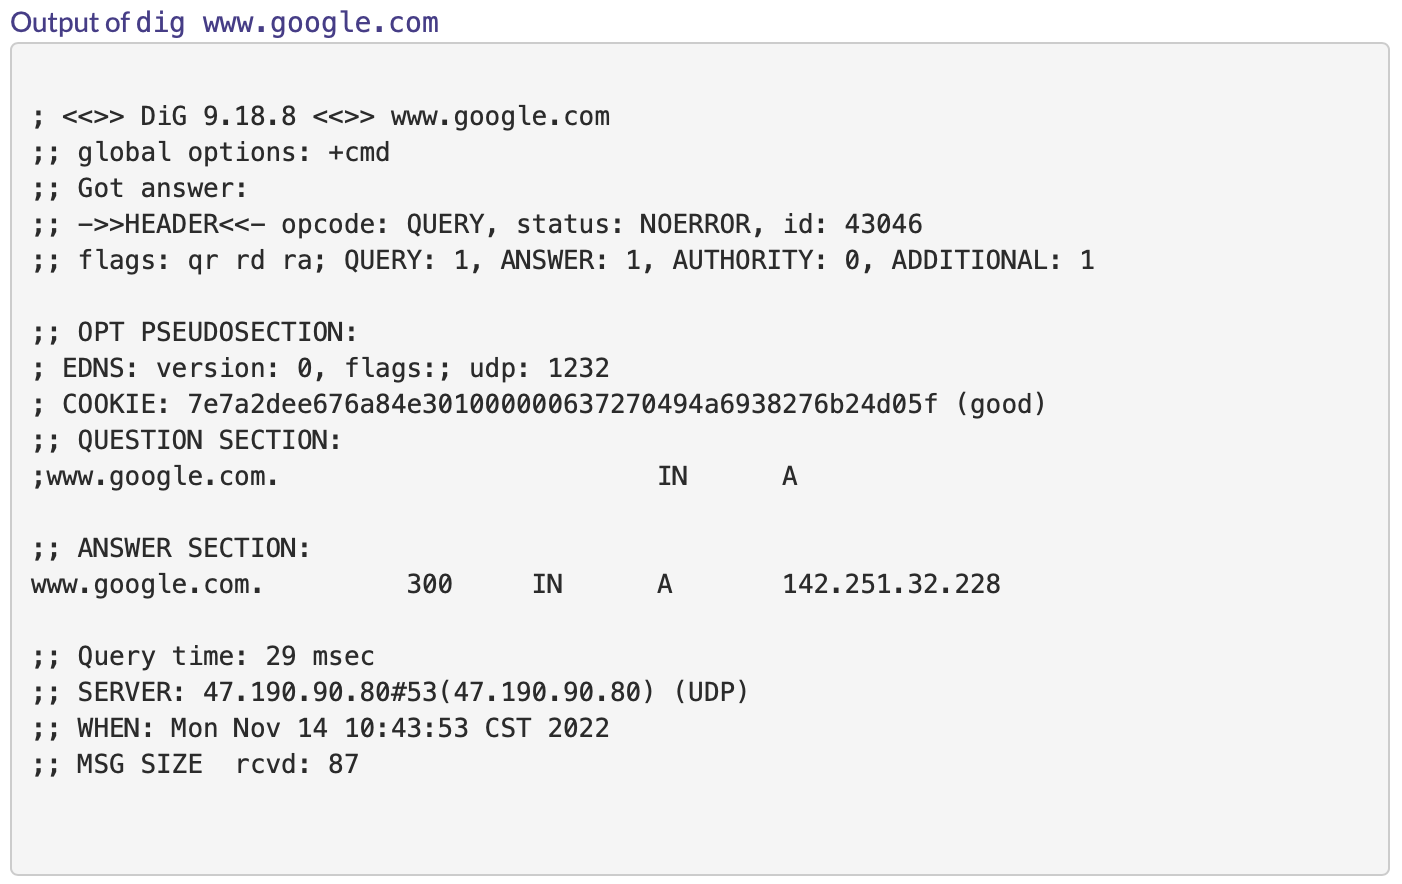 Output of dig www.google.com
; <<>> DiG 9.18.8 <<>> www.google.com
;; global options: +cmd
;; Got answer:
;; ->>HEADER<<- opcode: QUERY, status: NOERROR, id: 43046
;; flags: qr rd ra; QUERY: 1, ANSWER: 1, AUTHORITY: 0, ADDITIONAL: 1
;; OPT PSEUDOSECTION:
; EDNS: version: 0, flags:; udp: 1232
; COOKIE: 7e7a2dee676a84e301000000637270494a6938276b24d05f (good)
;; QUESTION SECTION:
;www.google.com. IN A
;; ANSWER SECTION:
www.google.com. 300 IN A 142.251.32.228
;; Query time: 29 msec
;; SERVER: 47.190.90.80#53(47.190.90.80) (UDP)
;; WHEN: Mon Nov 14 10:43:53 CST 2022
;; MSG SIZE  rcvd: 87